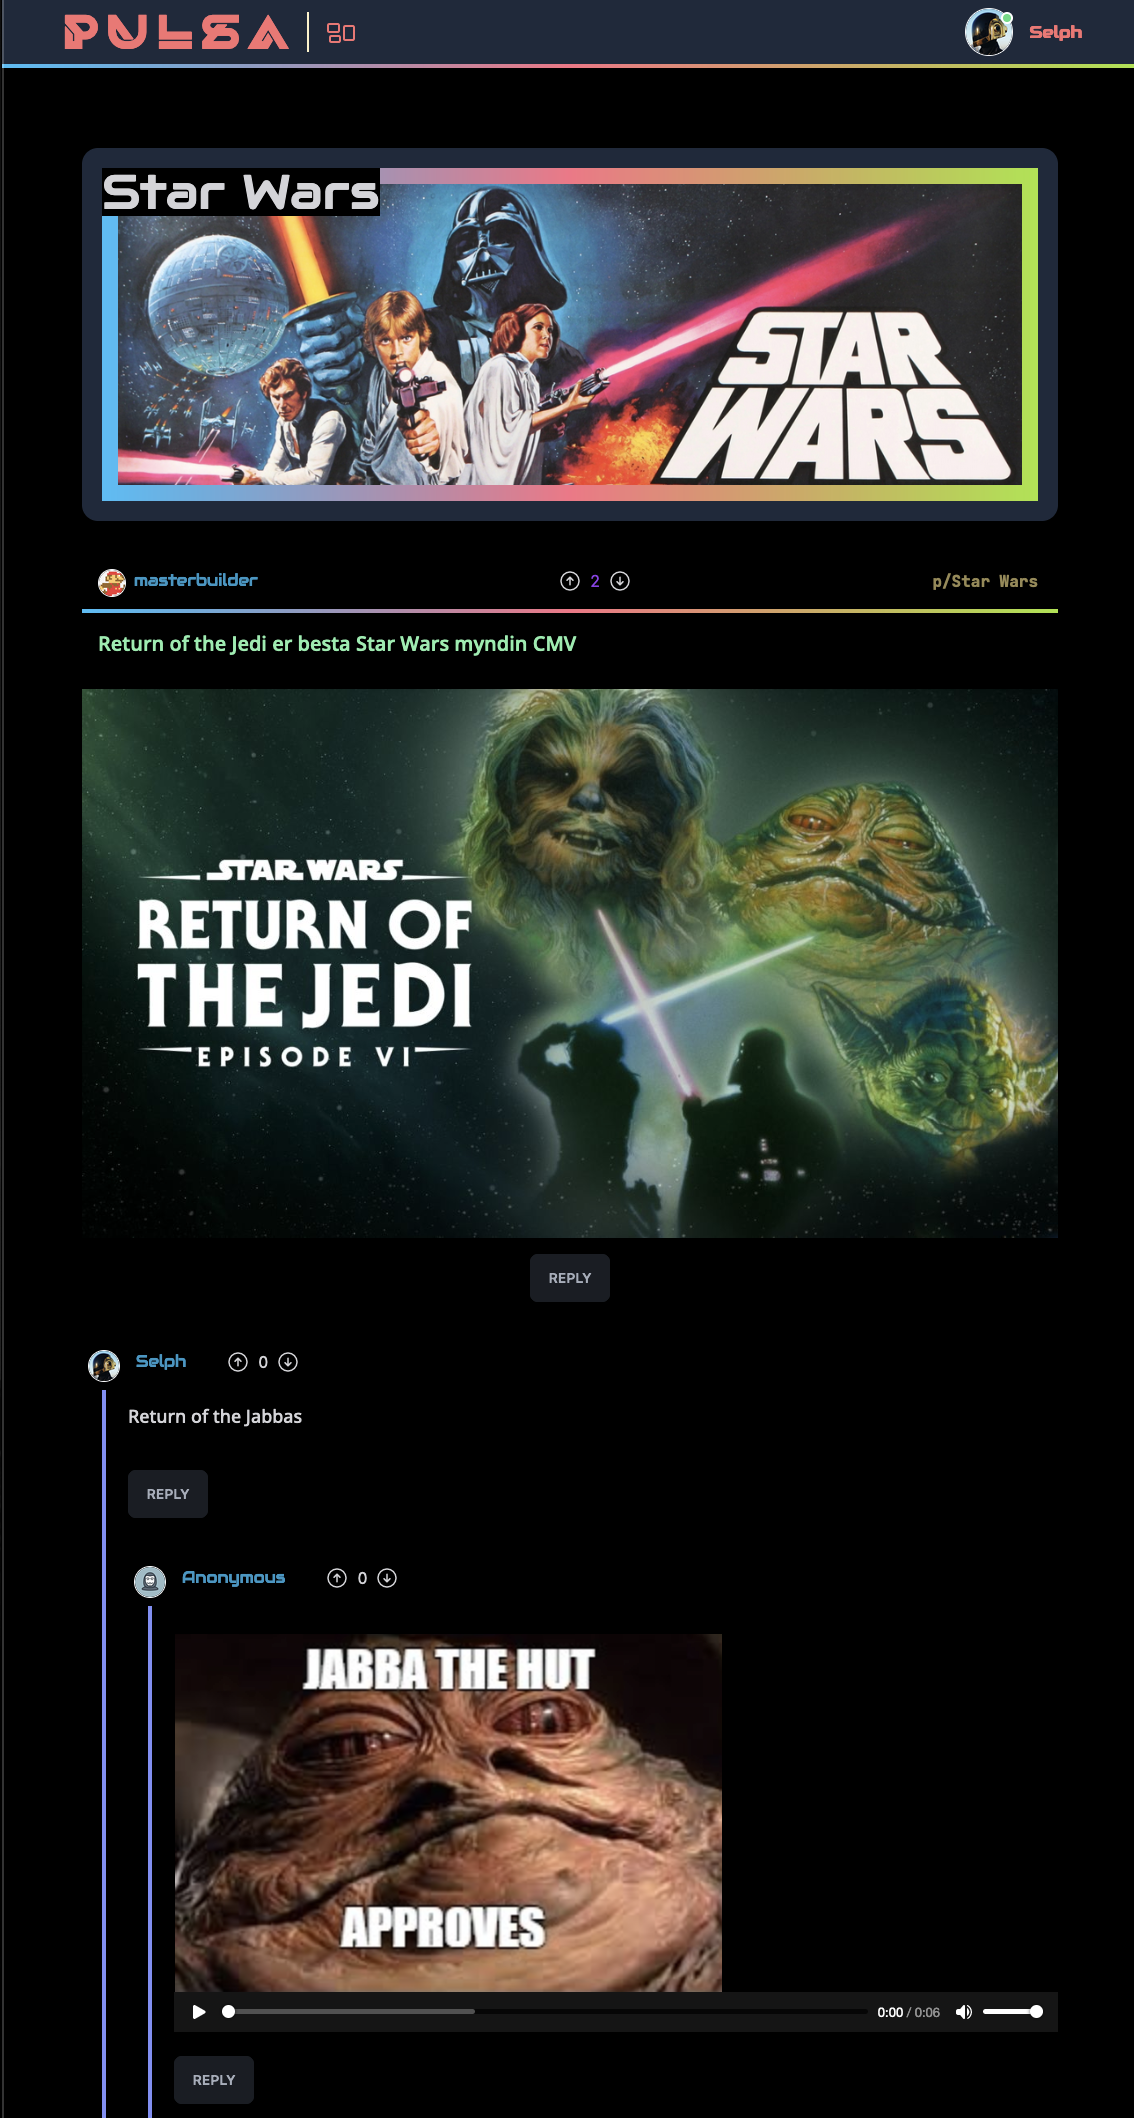 PULSA
Selph
Star Wars
STAR
WARS
masterbuilder
2
p/Star Wars
Return of the Jedi er besta Star Wars myndin CMV
STAR WARS
RETURN OF
THE JEDI
EPISODE VI
REPLY
Selph
0
Return of the Jabbas
REPLY
Anonymous
0
JABBA THE HUT
APPROVES
0:00 / 0:06
REPLY